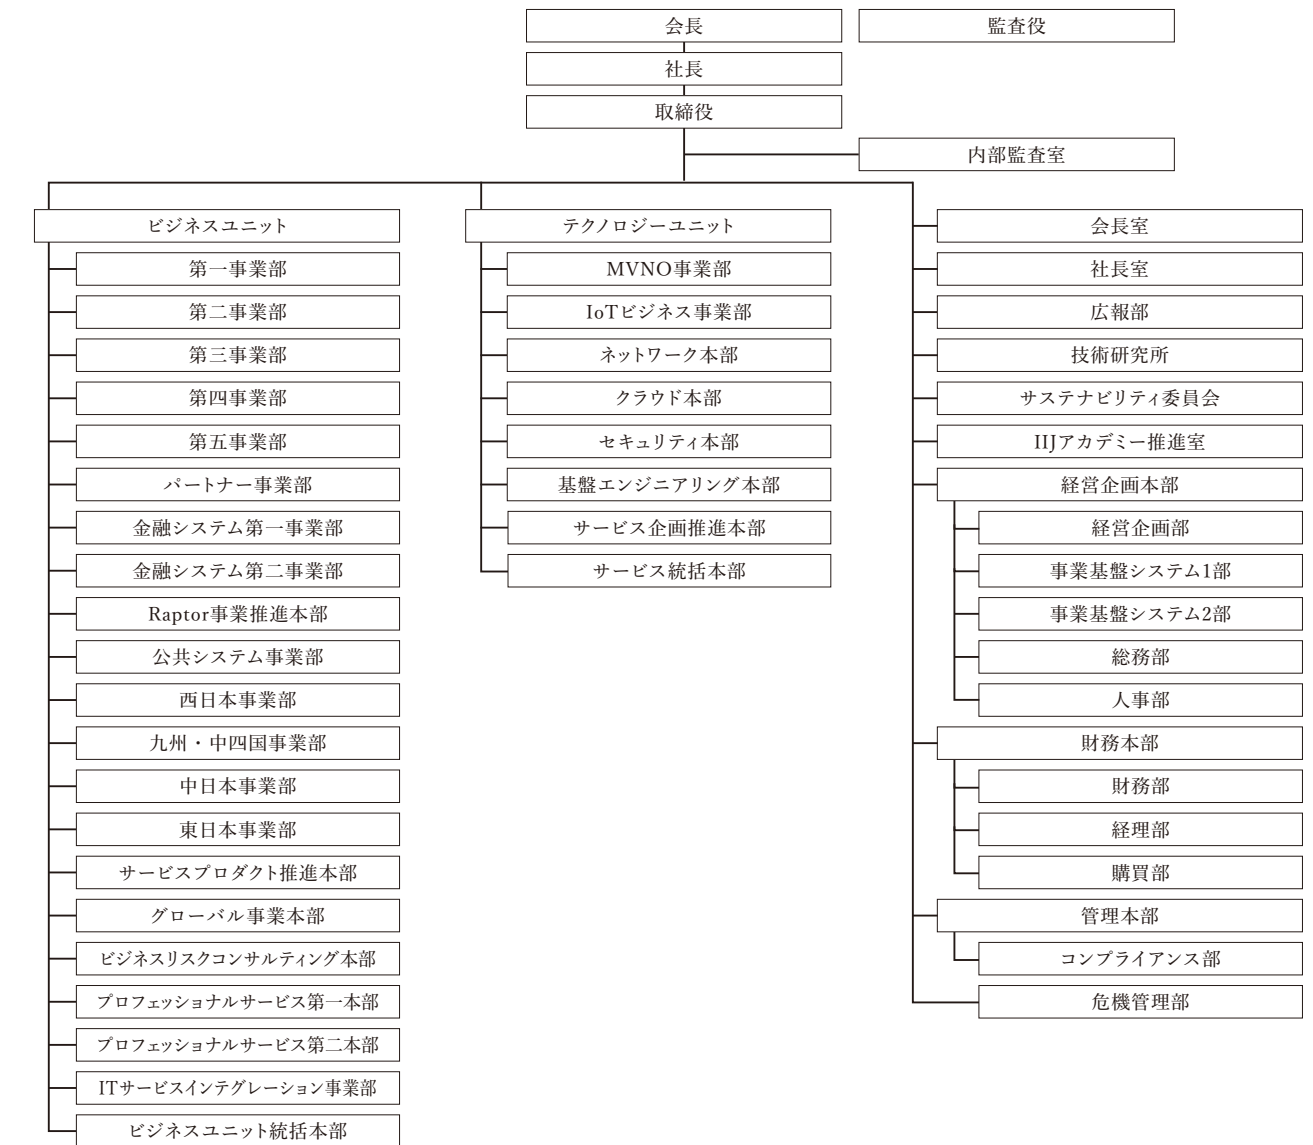 会長
監査役
社長
取締役
内部監査室
ビジネスユニット
第一事業部
第二事業部
第三事業部
第四事業部
第五事業部
パートナー事業部
金融システム第一事業部
金融システム第二事業部
Raptor事業推進本部
公共システム事業部
西日本事業部
九州・中四国事業部
中日本事業部
東日本事業部
サービスプロダクト推進本部
グローバル事業本部
ビジネスリスクコンサルティング本部
プロフェッショナルサービス第一本部
プロフェッショナルサービス第二本部
ITサービスインテグレーション事業部
ビジネスユニット統括本部
テクノロジーユニット
MVNO事業部
IoTビジネス事業部
ネットワーク本部
クラウド本部
セキュリティ本部
基盤エンジニアリング本部
サービス企画推進本部
サービス統括本部
会長室
社長室
広報部
技術研究所
サステナビリティ委員会
IIJアカデミー推進室
経営企画本部
経営企画部
事業基盤システム1部
事業基盤システム2部
総務部
人事部
財務本部
財務部
経理部
購買部
管理本部
コンプライアンス部
危機管理部